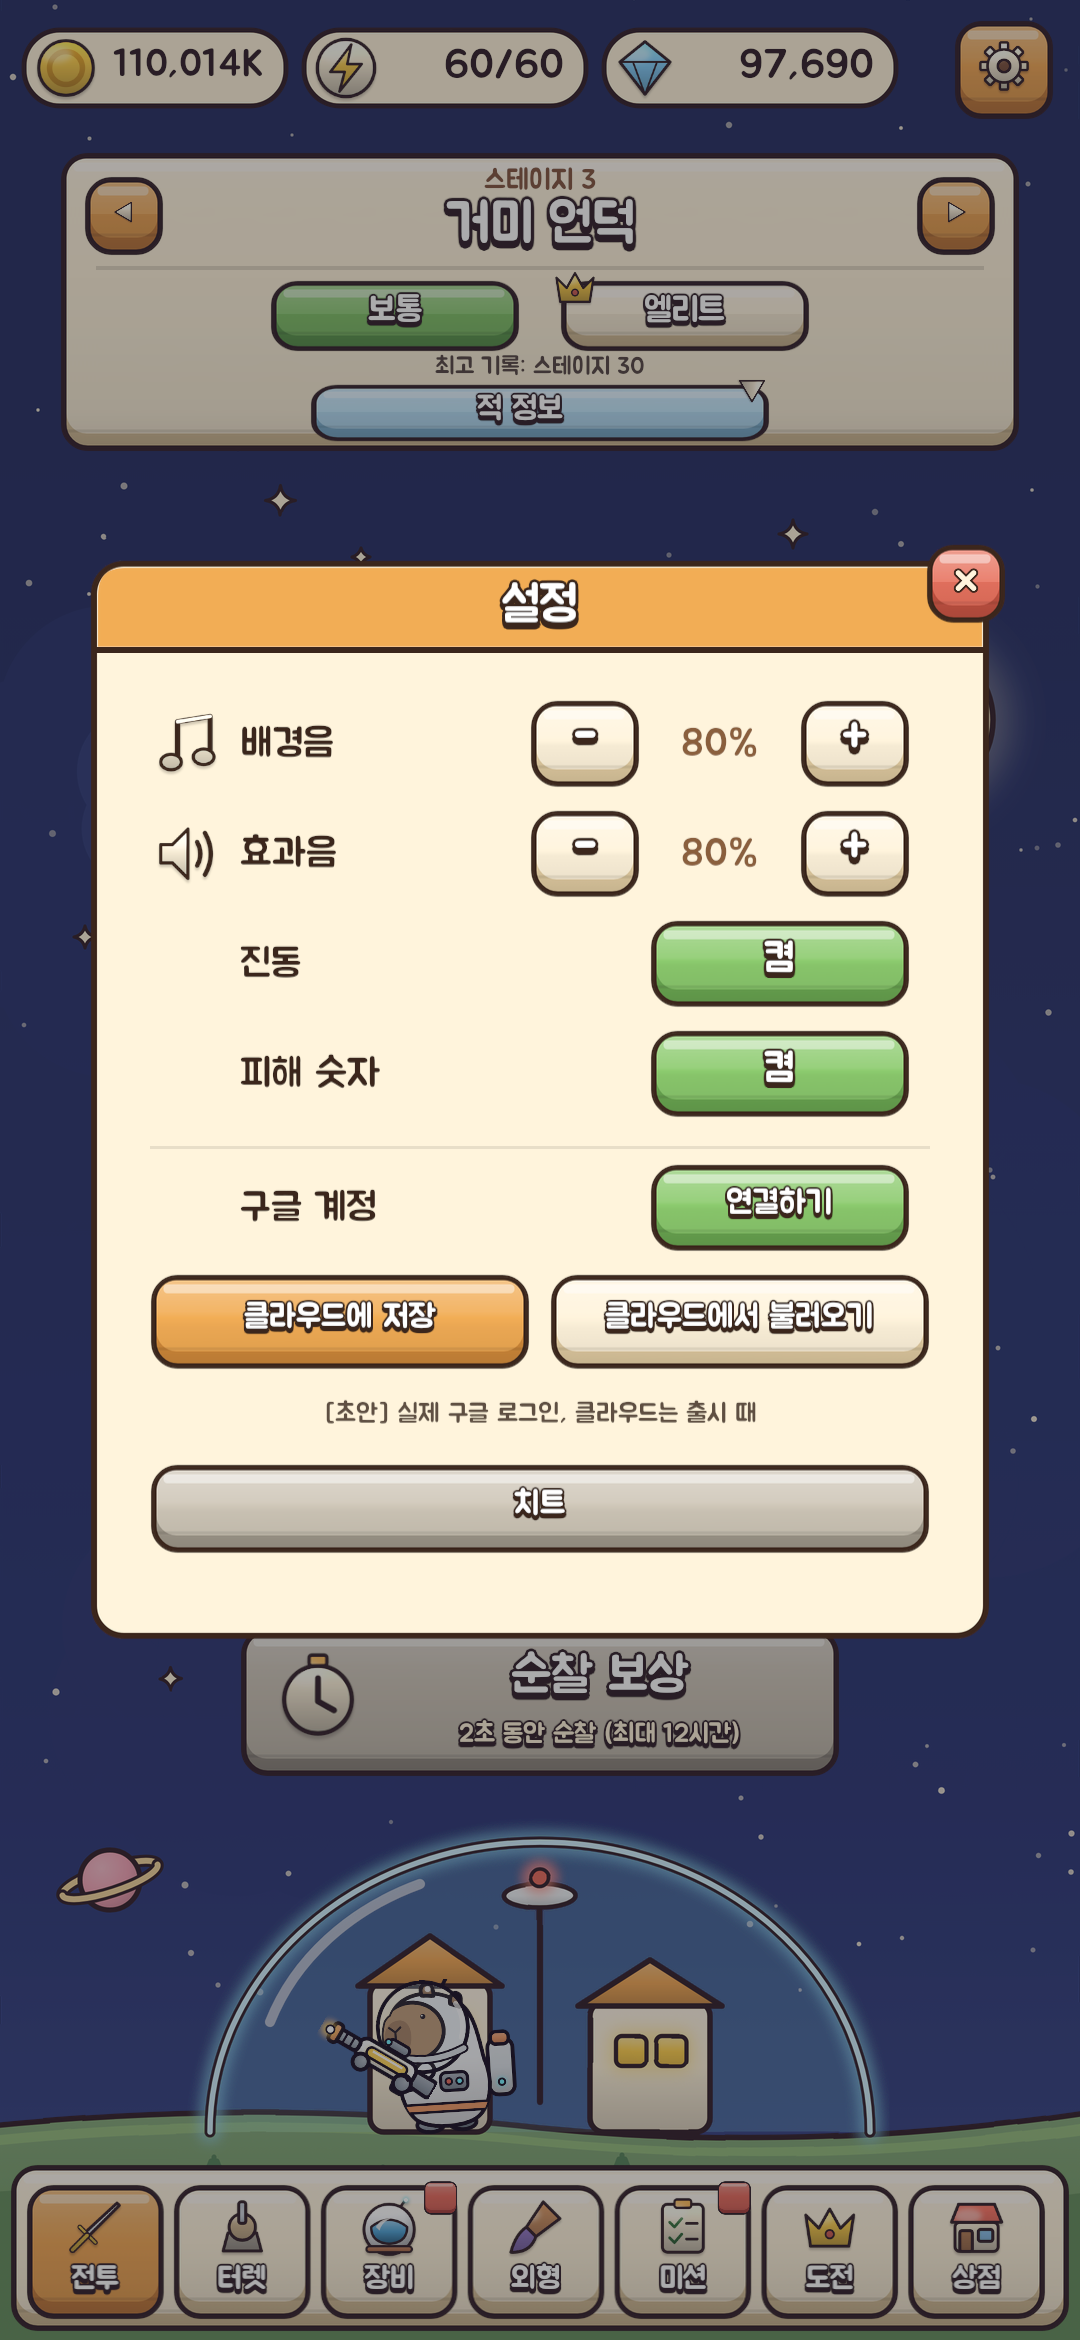 110,014K
60/60
97,690
스테이지 3
거미 언덕
보통
엘리트
최고 기록: 스테이지 30
적 정보
설정
배경음
80%
효과음
80%
진동
켬
피해 숫자
켬
구글 계정
연결하기
클라우드에 저장
클라우드에서 불러오기
[초안] 실제 구글 로그인, 클라우드는 출시 때
치트
순찰 보상
2초 동안 순찰 (최대 12시간)
전투
터렛
장비
외형
미션
도전
상점